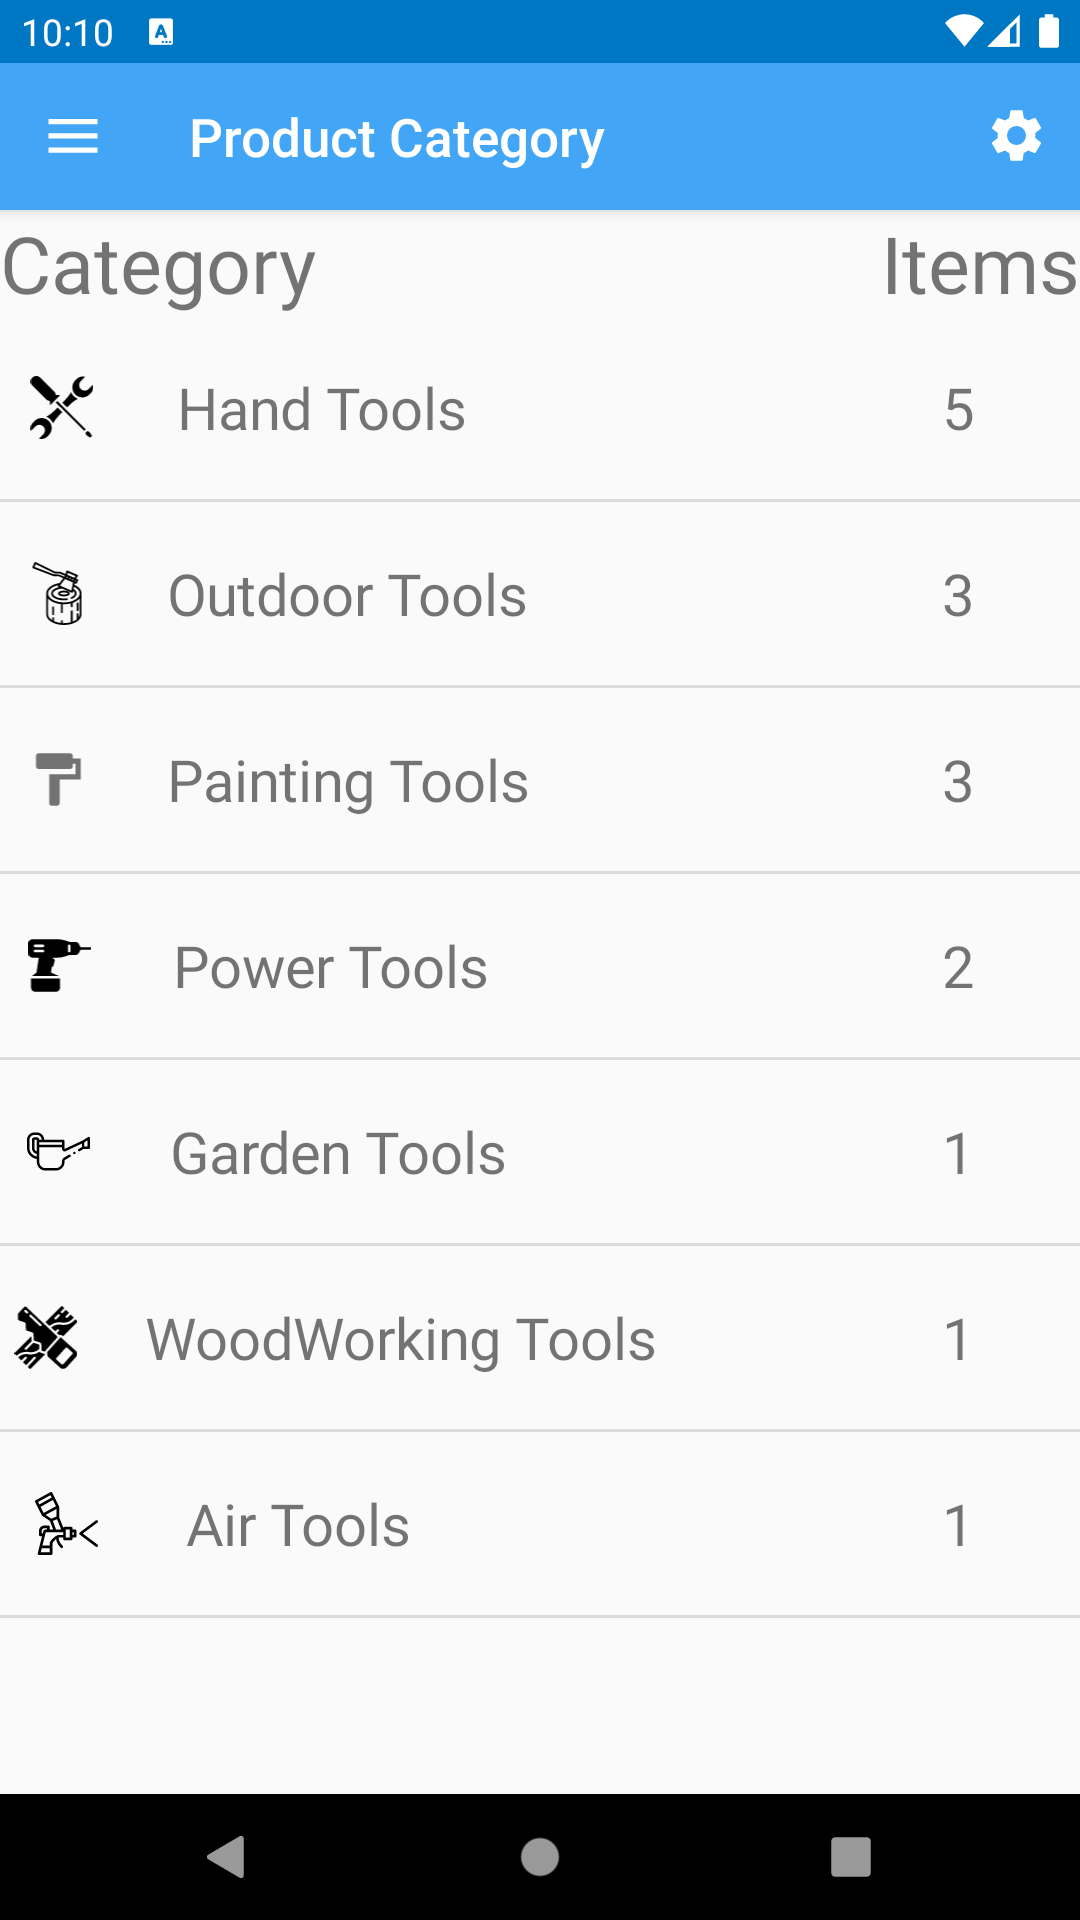 10:10
Product Category
Category Items
Hand Tools 5
Outdoor Tools 3
Painting Tools 3
Power Tools 2
Garden Tools 1
WoodWorking Tools 1
Air Tools 1